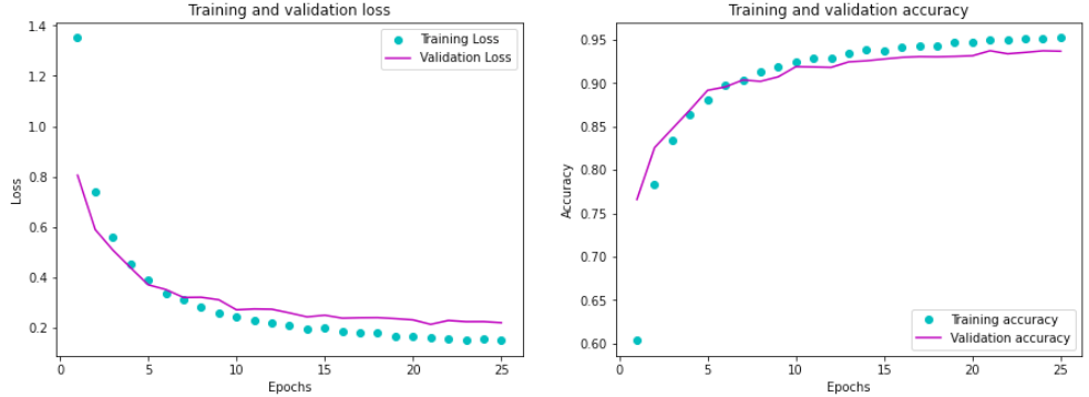 Training and validation loss
1.4
1.2
1.0
0.8
0.6
0.4
0.2
Loss
0
5
10
15
20
25
Epochs
Training Loss
Validation Loss
Training and validation accuracy
0.95
0.90
0.85
0.80
0.75
0.70
0.65
0.60
Accuracy
0
5
10
15
20
25
Epochs
Training accuracy
Validation accuracy